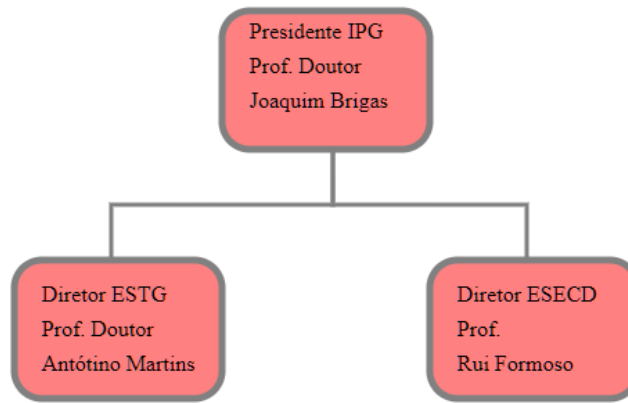 Presidente IPG
Prof. Doutor
Joaquim Brigas
Diretor ESTG
Prof. Doutor
Antótino Martins
Diretor ESECD
Prof.
Rui Formoso